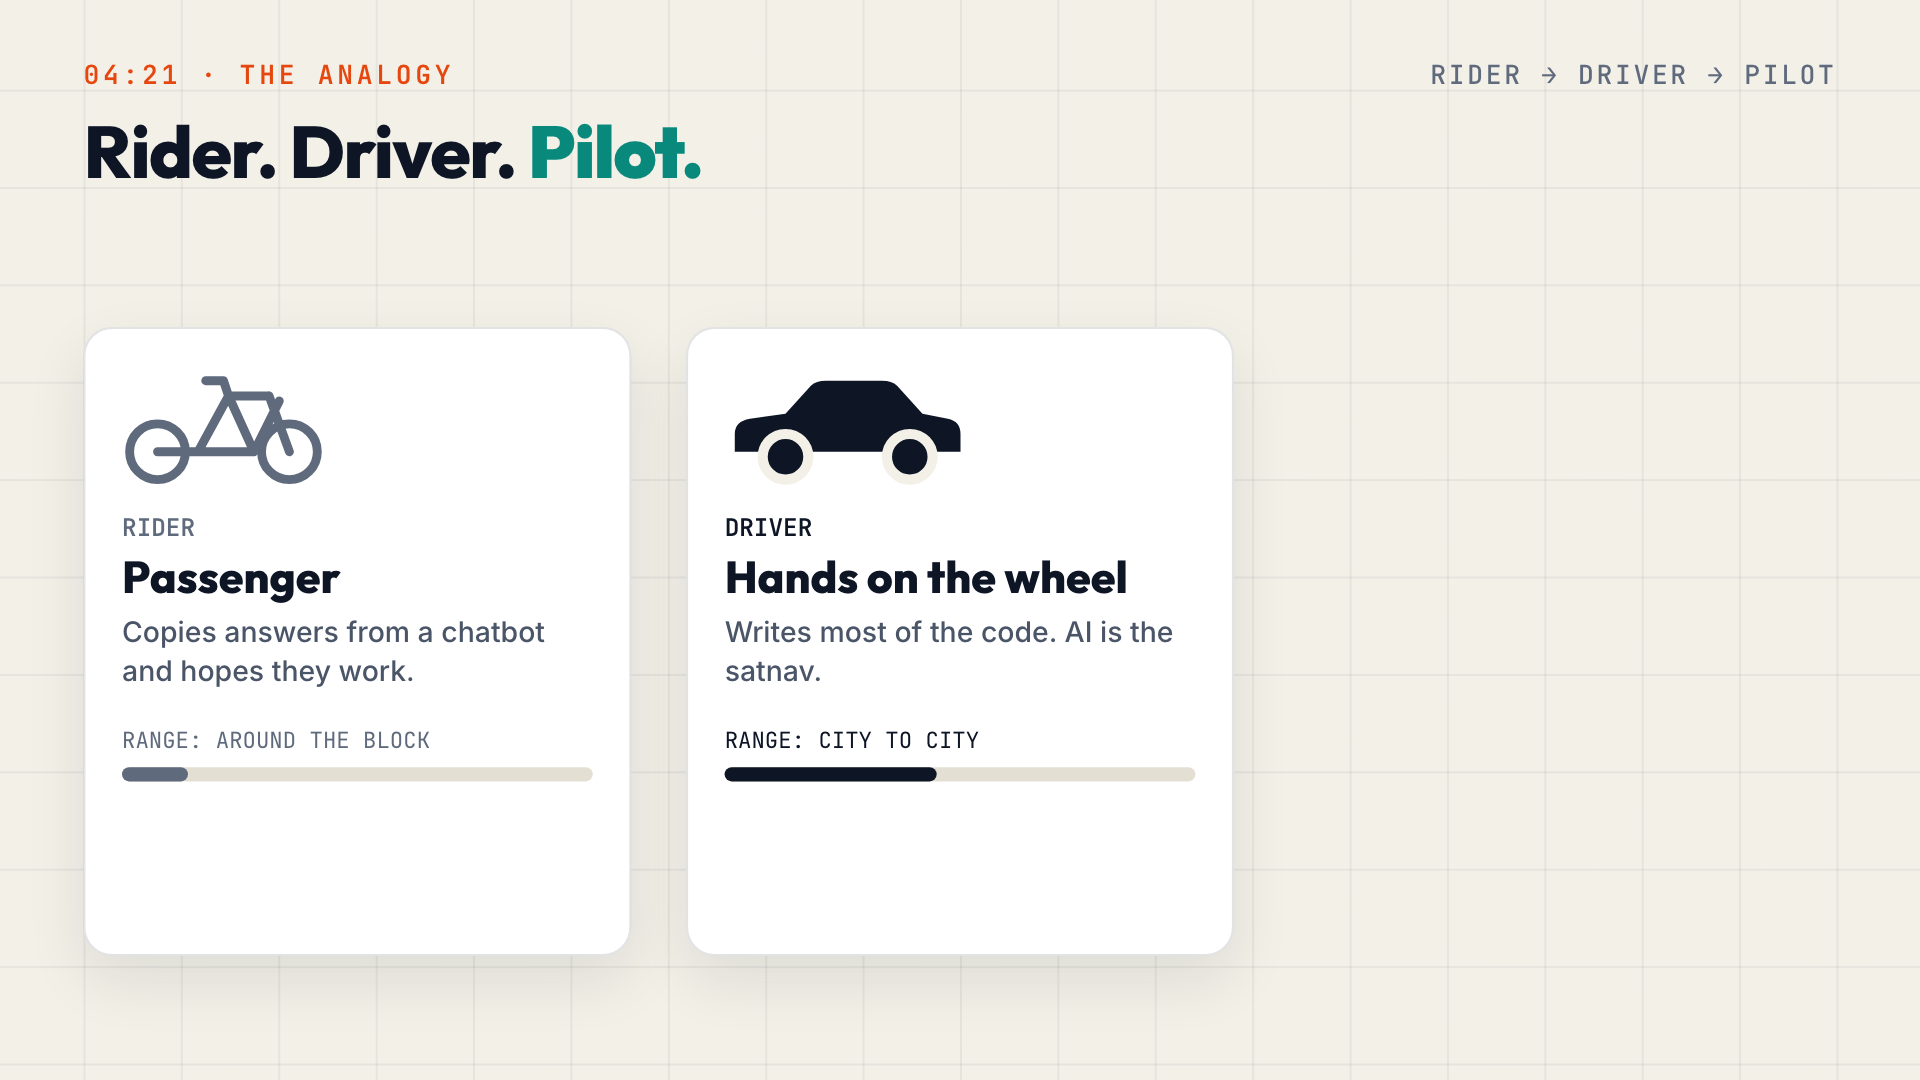 04:21 · THE ANALOGY
RIDER → DRIVER → PILOT
Rider. Driver. Pilot.
RIDER
Passenger
Copies answers from a chatbot
and hopes they work.
RANGE: AROUND THE BLOCK
DRIVER
Hands on the wheel
Writes most of the code. AI is the
satnav.
RANGE: CITY TO CITY